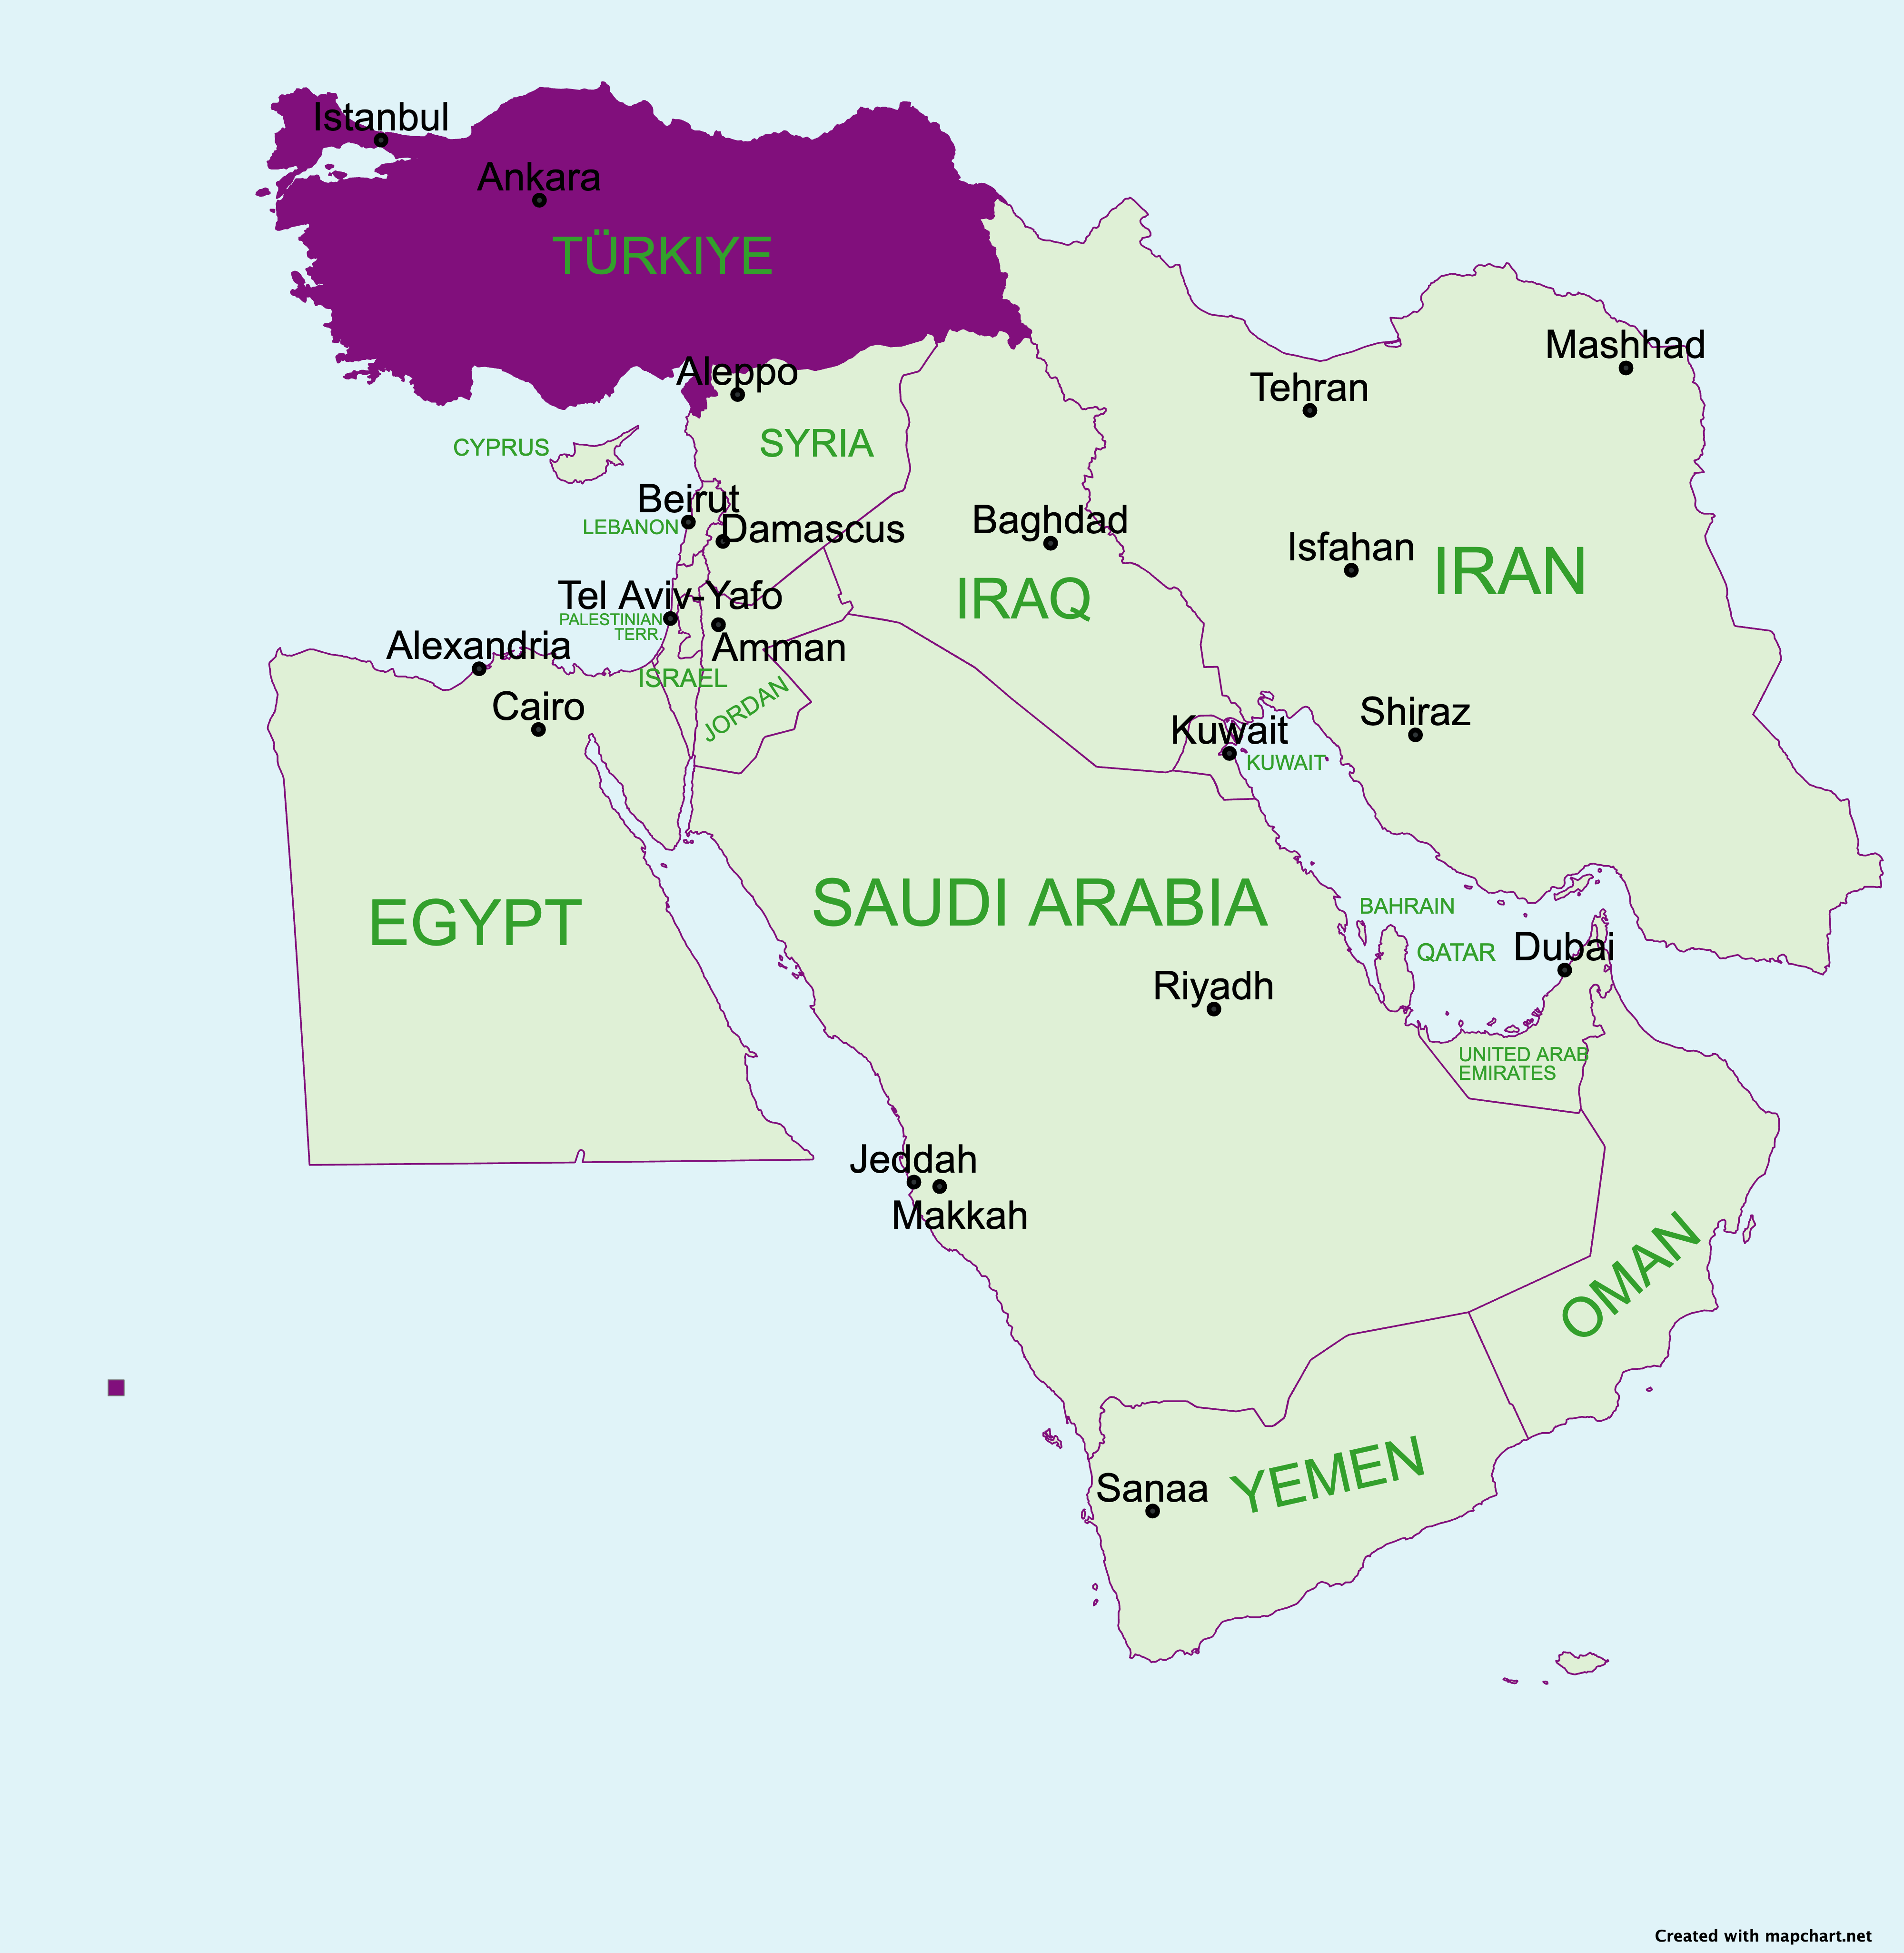 Istanbul
Ankara
TÜRKIYE
Mashhad
Aleppo
Tehran
SYRIA
CYPRUS
Beirut
LEBANON
Damascus
Baghdad
Isfahan
IRAN
IRAQ
Tel Aviv-Yafo
PALESTINIAN
TERR.
Alexandria
Amman
ISRAEL
JORDAN
Cairo
Kuwait
KUWAIT
Shiraz
EGYPT
SAUDI ARABIA
BAHRAIN
QATAR
Dubai
Riyadh
UNITED ARAB
EMIRATES
Jeddah
Makkah
OMAN
YEMEN
Sanaa
Created with mapchart.net